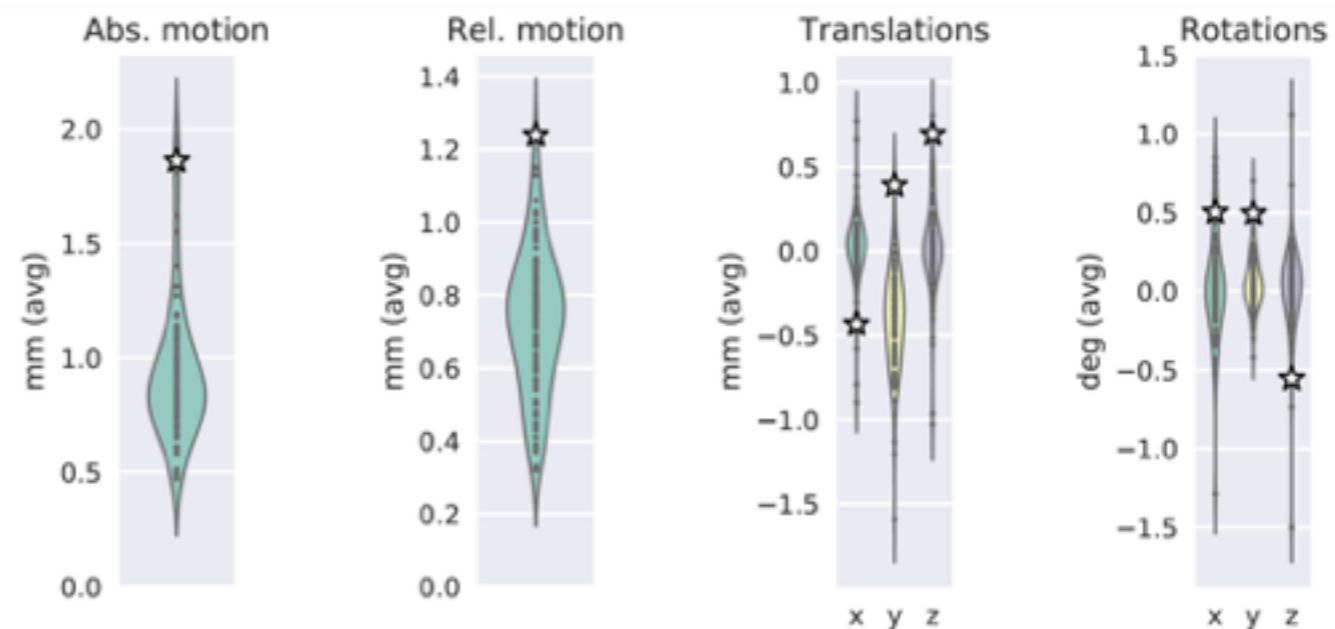 Abs. motion
mm (avg)
2.0
1.5
1.0
0.5
0.0
Rel. motion
mm (avg)
1.4
1.2
1.0
0.8
0.6
0.4
0.2
0.0
Translations
mm (avg)
1.0
0.5
0.0
−0.5
−1.0
−1.5
x y z
Rotations
deg (avg)
1.5
1.0
0.5
0.0
−0.5
−1.0
−1.5
x y z